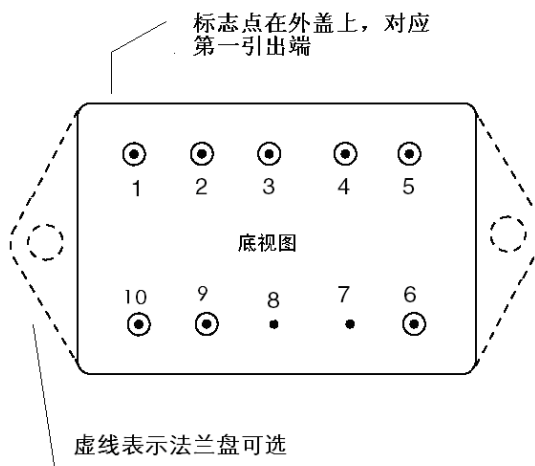 标志点在外盖上，对应
第一引出端
1 2 3 4 5
底视图
10 9 8 7 6
虚线表示法兰盘可选